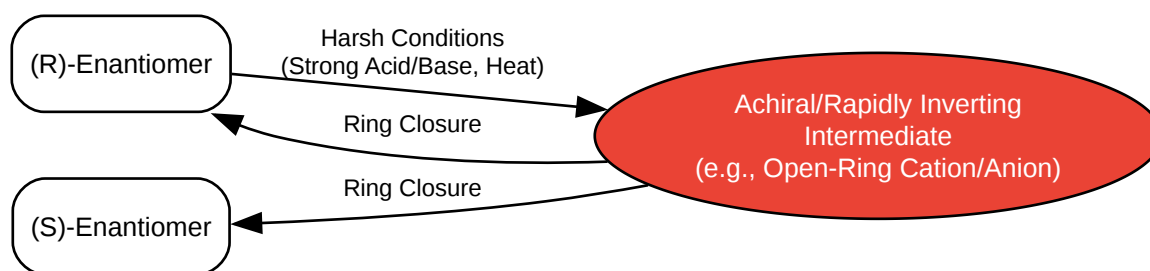 (R)-Enantiomer
Harsh Conditions
(Strong Acid/Base, Heat)
Achiral/Rapidly Inverting
Intermediate
(e.g., Open-Ring Cation/Anion)
Ring Closure
Ring Closure
(S)-Enantiomer